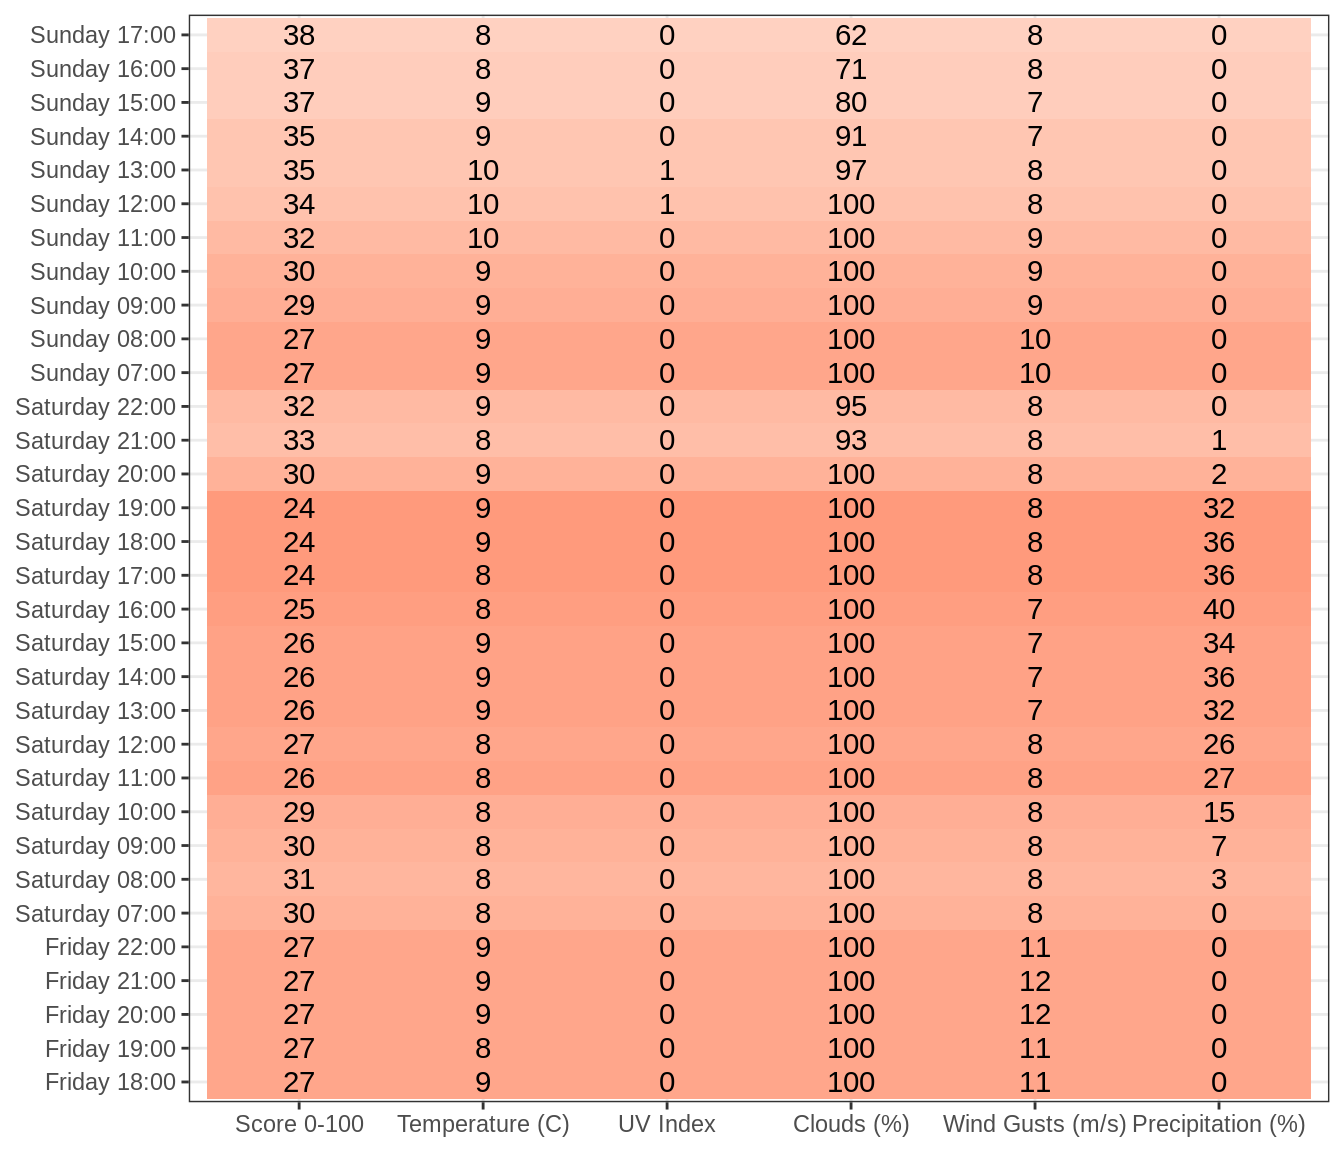 Sunday 17:00 38 8 0 62 8 0
Sunday 16:00 37 8 0 71 8 0
Sunday 15:00 37 9 0 80 7 0
Sunday 14:00 35 9 0 91 7 0
Sunday 13:00 35 10 1 97 8 0
Sunday 12:00 34 10 1 100 8 0
Sunday 11:00 32 10 0 100 9 0
Sunday 10:00 30 9 0 100 9 0
Sunday 09:00 29 9 0 100 9 0
Sunday 08:00 27 9 0 100 10 0
Sunday 07:00 27 9 0 100 10 0
Saturday 22:00 32 9 0 95 8 0
Saturday 21:00 33 8 0 93 8 1
Saturday 20:00 30 9 0 100 8 2
Saturday 19:00 24 9 0 100 8 32
Saturday 18:00 24 9 0 100 8 36
Saturday 17:00 24 8 0 100 8 36
Saturday 16:00 25 8 0 100 7 40
Saturday 15:00 26 9 0 100 7 34
Saturday 14:00 26 9 0 100 7 36
Saturday 13:00 26 9 0 100 7 32
Saturday 12:00 27 8 0 100 8 26
Saturday 11:00 26 8 0 100 8 27
Saturday 10:00 29 8 0 100 8 15
Saturday 09:00 30 8 0 100 8 7
Saturday 08:00 31 8 0 100 8 3
Saturday 07:00 30 8 0 100 8 0
Friday 22:00 27 9 0 100 11 0
Friday 21:00 27 9 0 100 12 0
Friday 20:00 27 9 0 100 12 0
Friday 19:00 27 8 0 100 11 0
Friday 18:00 27 9 0 100 11 0
Score 0-100 Temperature (C) UV Index Clouds (%) Wind Gusts (m/s) Precipitation (%)